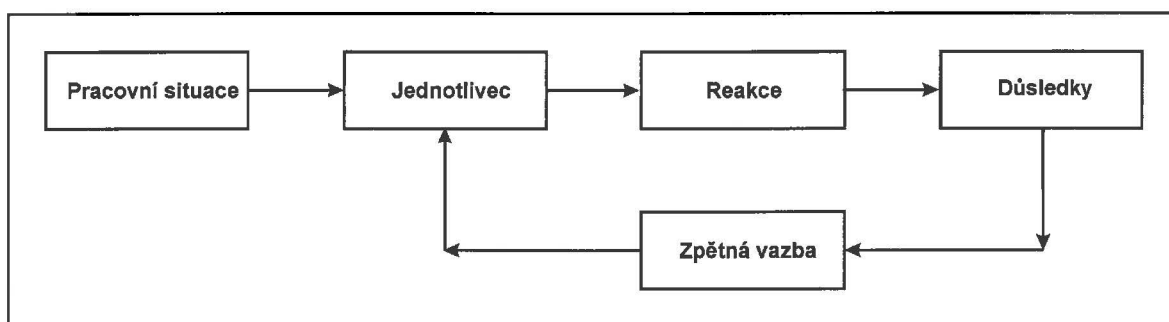 Pracovní situace
Jednotlivec
Reakce
Důsledky
Zpětná vazba